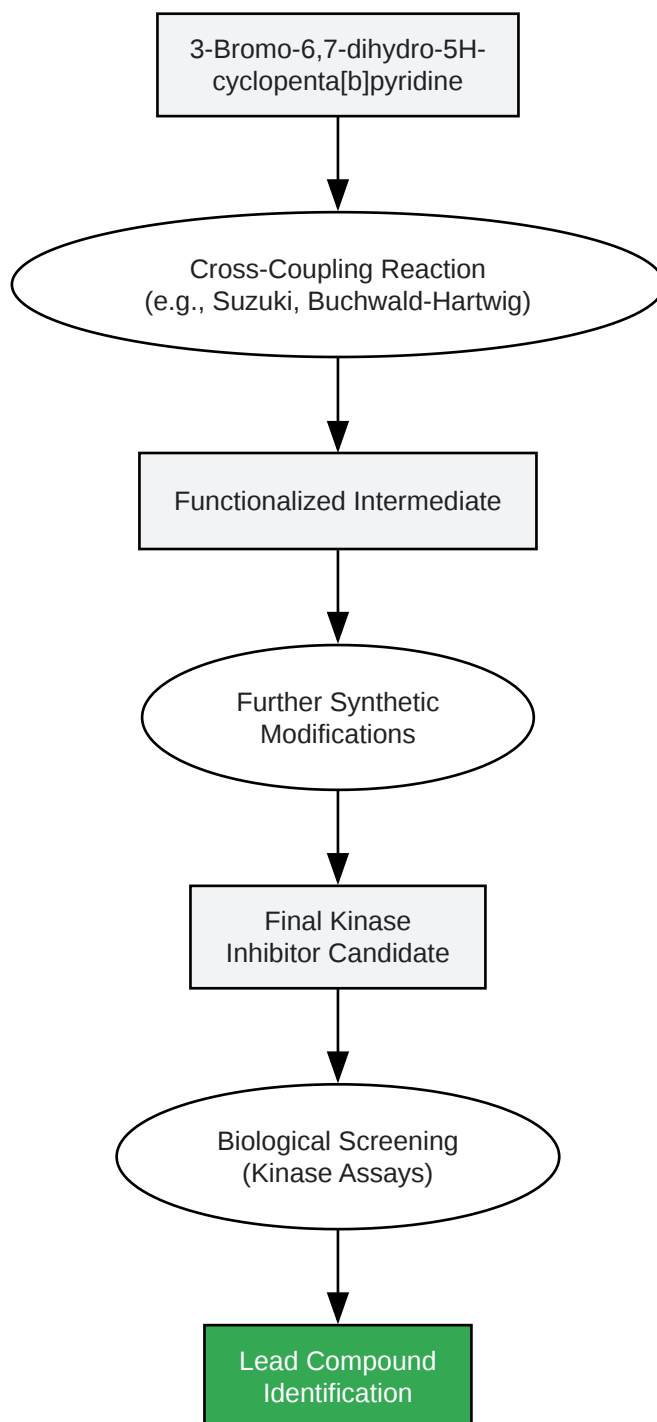 3-Bromo-6,7-dihydro-5H-
cyclopenta[b]pyridine
Cross-Coupling Reaction
(e.g., Suzuki, Buchwald-Hartwig)
Functionalized Intermediate
Further Synthetic
Modifications
Final Kinase
Inhibitor Candidate
Biological Screening
(Kinase Assays)
Lead Compound
Identification